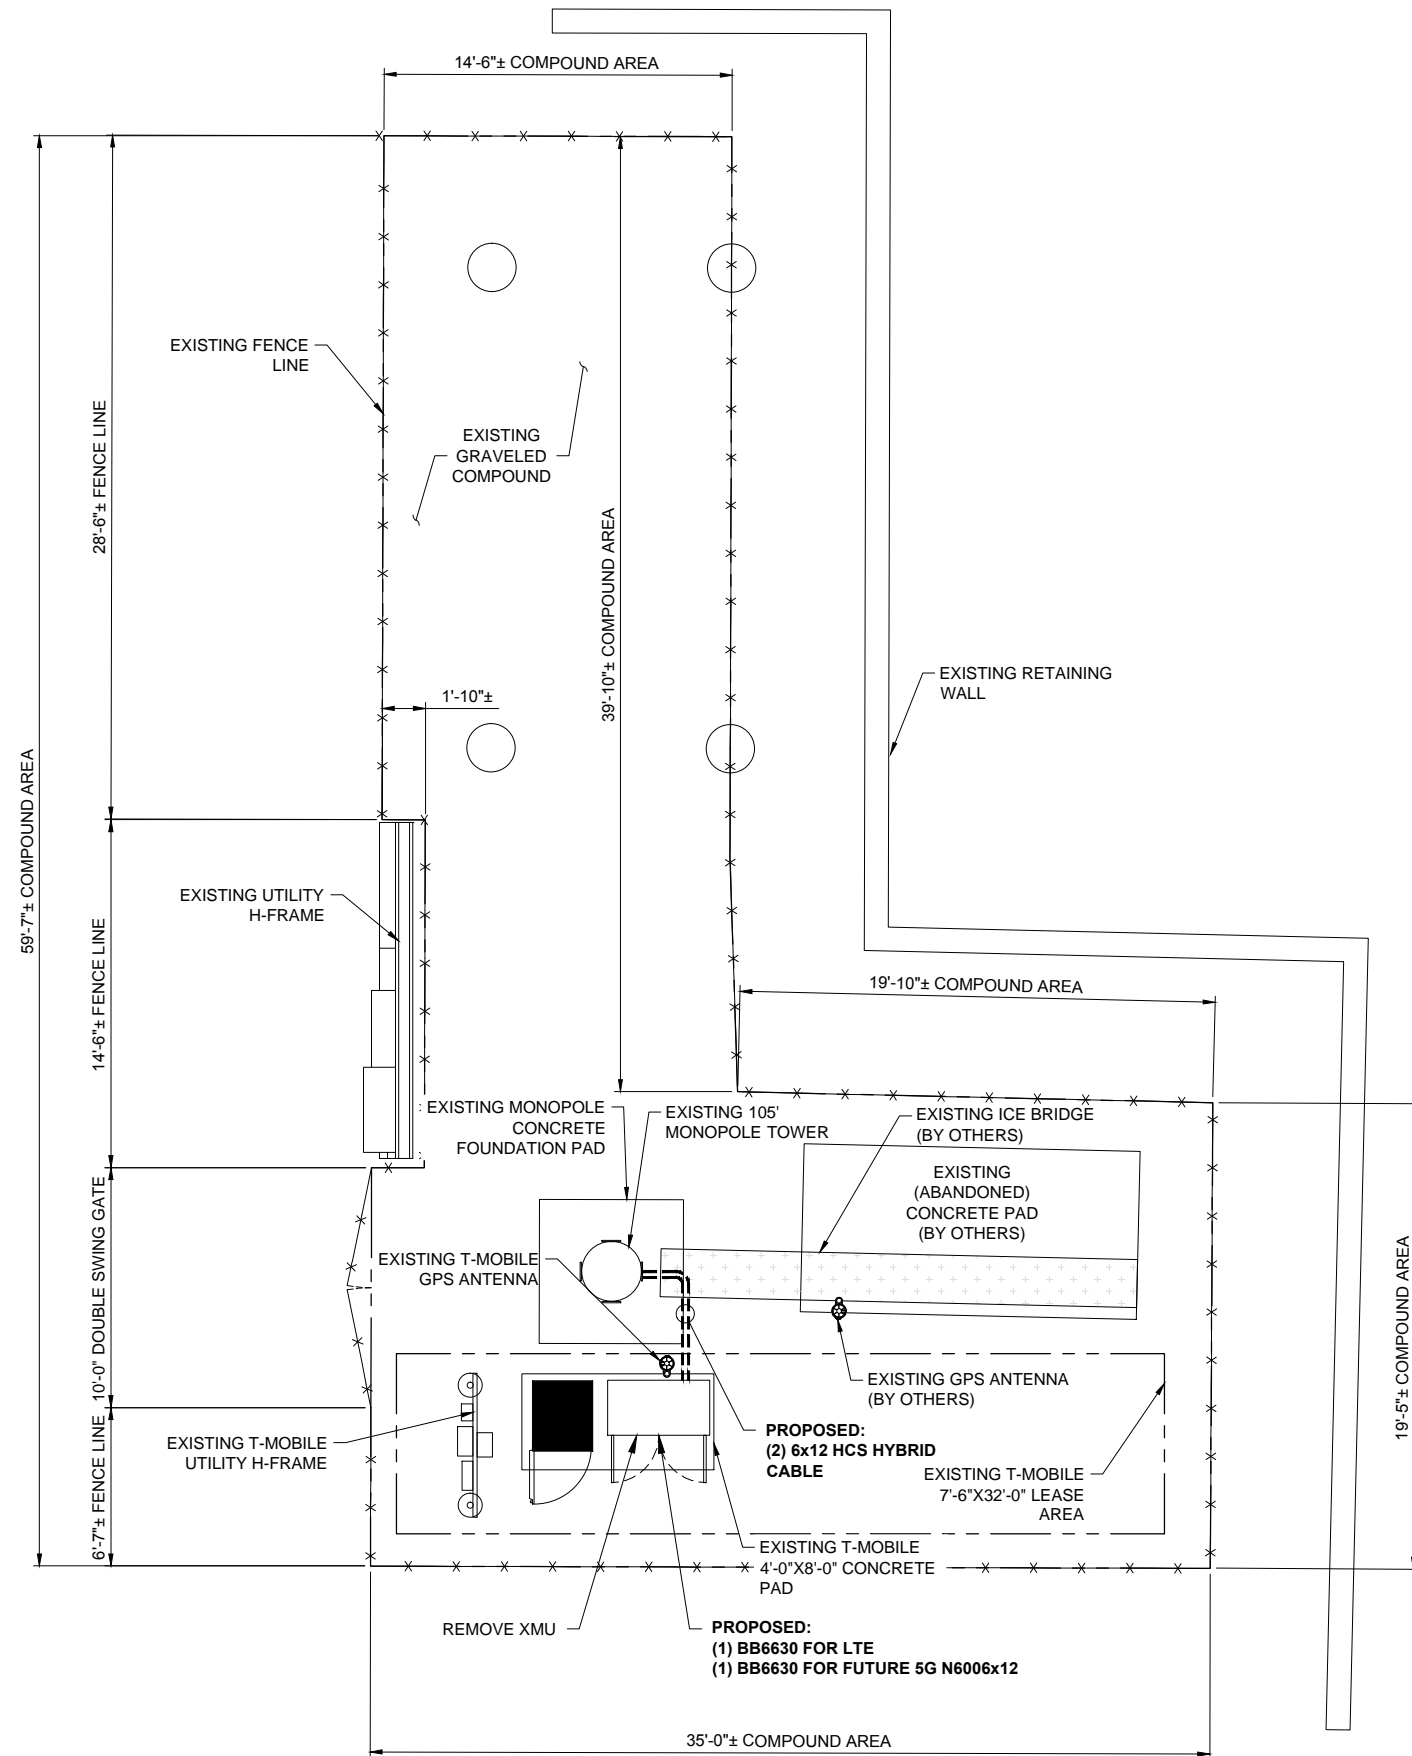 14'-6"± COMPOUND AREA
EXISTING FENCE
LINE
EXISTING
GRAVELED
COMPOUND
28'-6"± FENCE LINE
39'-10"± COMPOUND AREA
1'-10"±
EXISTING RETAINING
WALL
59'-7"± COMPOUND AREA
EXISTING UTILITY
H-FRAME
14'-6"± FENCE LINE
19'-10"± COMPOUND AREA
EXISTING MONOPOLE
CONCRETE
FOUNDATION PAD
EXISTING 105'
MONOPOLE TOWER
EXISTING ICE BRIDGE
(BY OTHERS)
EXISTING
(ABANDONED)
CONCRETE PAD
(BY OTHERS)
10'-0" DOUBLE SWING GATE
EXISTING T-MOBILE
GPS ANTENNA
19'-5"± COMPOUND AREA
EXISTING GPS ANTENNA
(BY OTHERS)
PROPOSED:
(2) 6x12 HCS HYBRID
CABLE
EXISTING T-MOBILE
UTILITY H-FRAME
EXISTING T-MOBILE
7'-6"X32'-0" LEASE
AREA
6'-7"± FENCE LINE
EXISTING T-MOBILE
4'-0"X8'-0" CONCRETE
PAD
REMOVE XMU
PROPOSED:
(1) BB6630 FOR LTE
(1) BB6630 FOR FUTURE 5G N6006x12
35'-0"± COMPOUND AREA